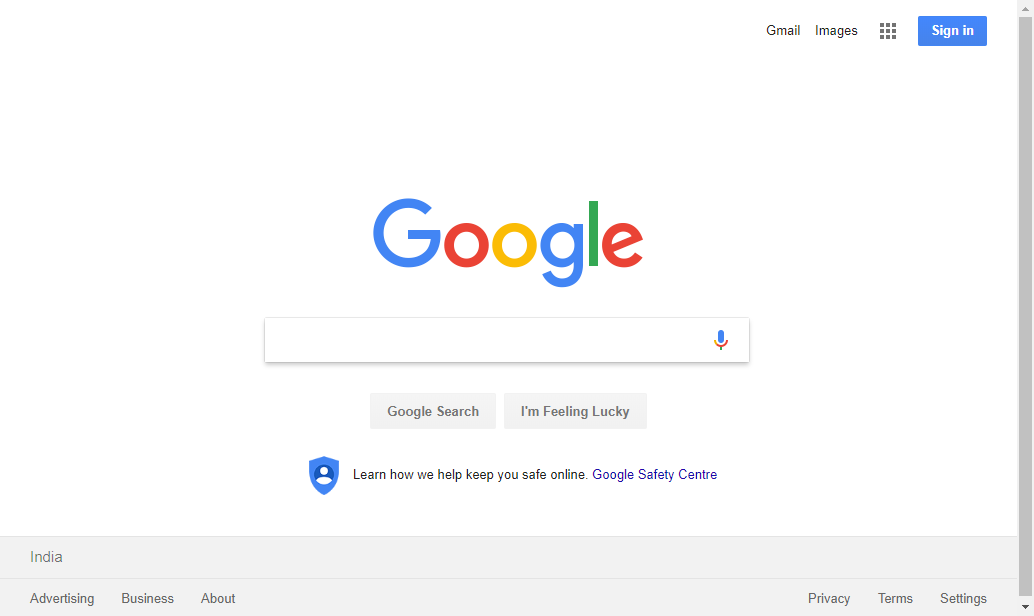 Gmail Images Sign in
Google
Google Search I'm Feeling Lucky
Learn how we help keep you safe online. Google Safety Centre
India
Advertising Business About Privacy Terms Settings